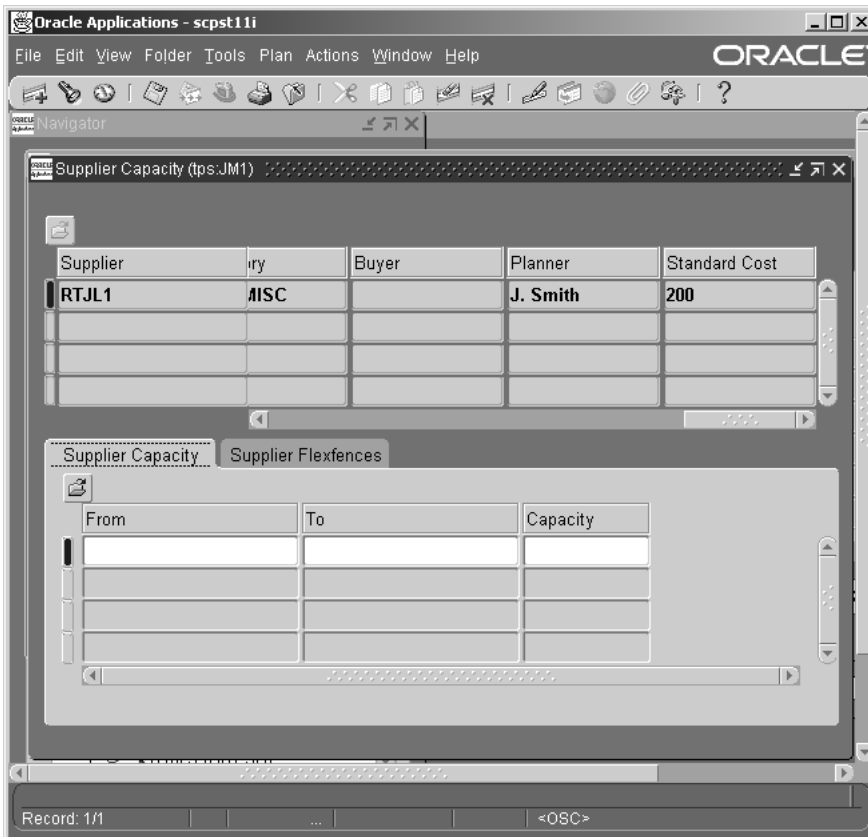 Oracle Applications - scpst11i
File Edit View Folder Tools Plan Actions Window Help
ORACLE
Navigator
Supplier Capacity (tps:JM1)
Supplier ry Buyer Planner Standard Cost
RTJL1 MISC J. Smith 200
Supplier Capacity Supplier Flexfences
From To Capacity
Record: 1/1 ... <OSC>